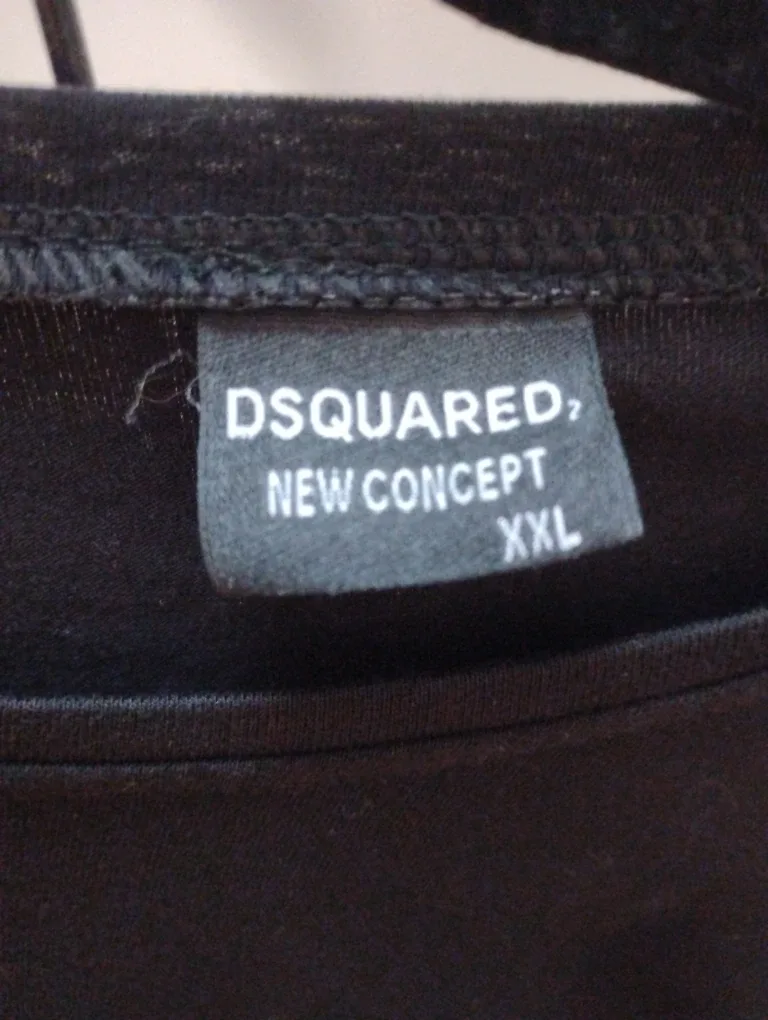 DSQUARED2
NEW CONCEPT
XXL